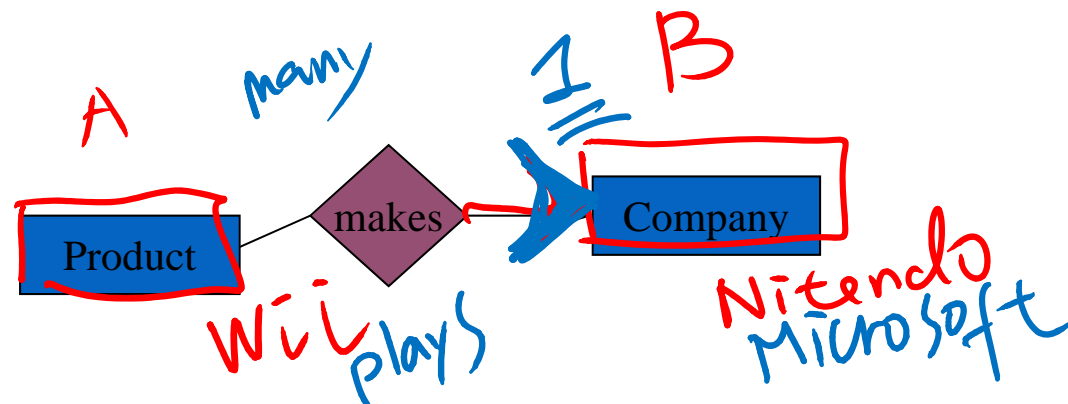 A
many
1
B
Product
makes
Company
Wii
plays
Nitendo
Microsoft